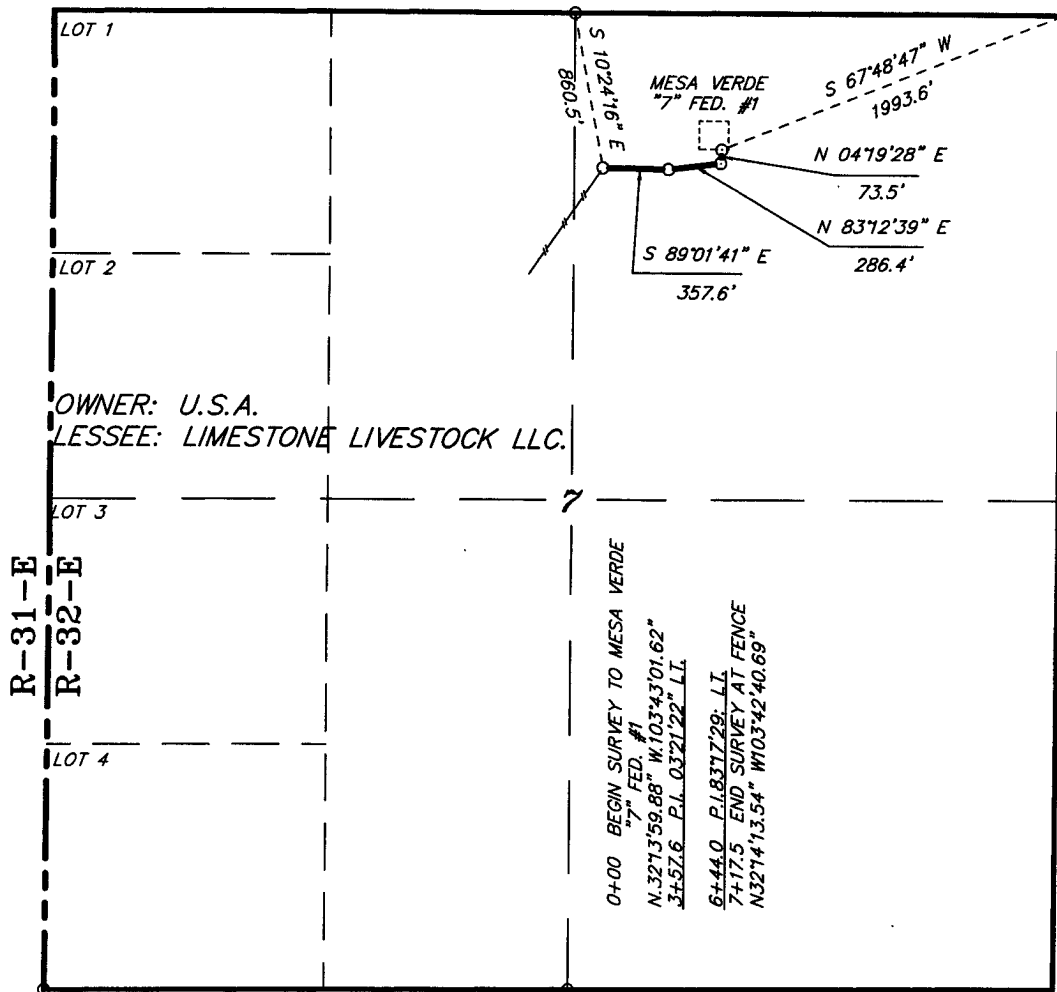 LOT 1
S 10°24'16" E
860.5'
MESA VERDE
"7" FED. #1
S 67°48'47" W
1993.6'
N 04°19'28" E
73.5'
N 83°12'39" E
286.4'
S 89°01'41" E
357.6'
LOT 2
OWNER: U.S.A.
LESSEE: LIMESTONE LIVESTOCK LLC.
LOT 3
7
R-31-E
R-32-E
0+00 BEGIN SURVEY TO MESA VERDE
"7" FED. #1
N.32°13'59.88" W.103°43'01.62"
3+57.6 P.I. 03°21'22" LT.
6+44.0 P.I.83°17'29; LT.
7+17.5 END SURVEY AT FENCE
N32°14'13.54" W103°42'40.69"
LOT 4